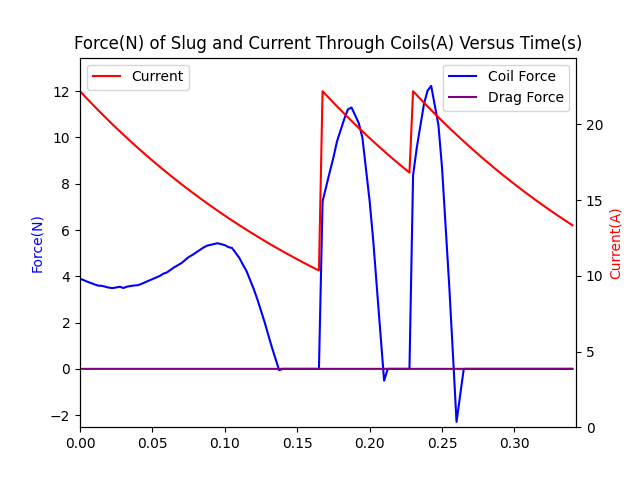 Force(N) of Slug and Current Through Coils(A) Versus Time(s)
Current
Coil Force
Drag Force
Force(N)
12
10
8
6
4
2
0
−2
20
15
10
5
0
Current(A)
0.00 0.05 0.10 0.15 0.20 0.25 0.30